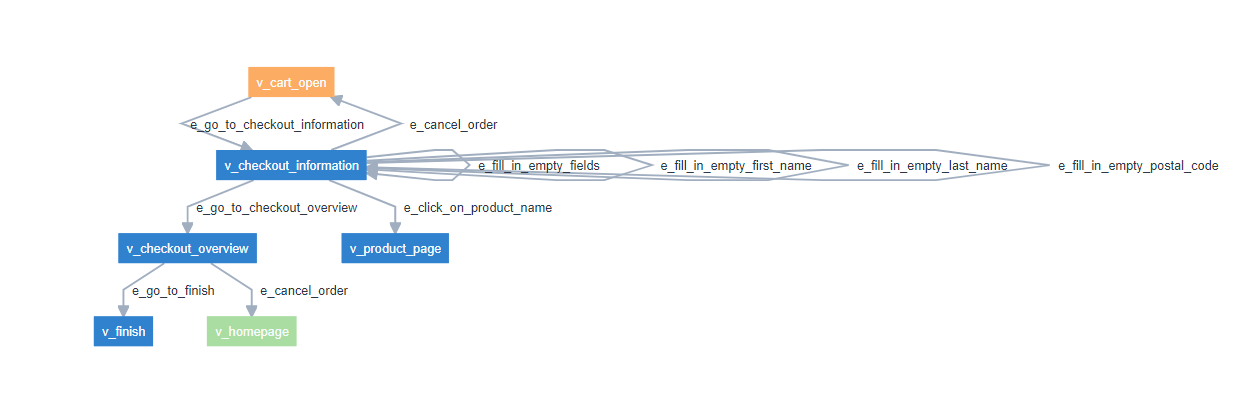 v_cart_open
e_go_to_checkout_information
e_cancel_order
v_checkout_information
e_fill_in_empty_fields
e_fill_in_empty_first_name
e_fill_in_empty_last_name
e_fill_in_empty_postal_code
e_go_to_checkout_overview
e_click_on_product_name
v_checkout_overview
v_product_page
e_go_to_finish
e_cancel_order
v_finish
v_homepage